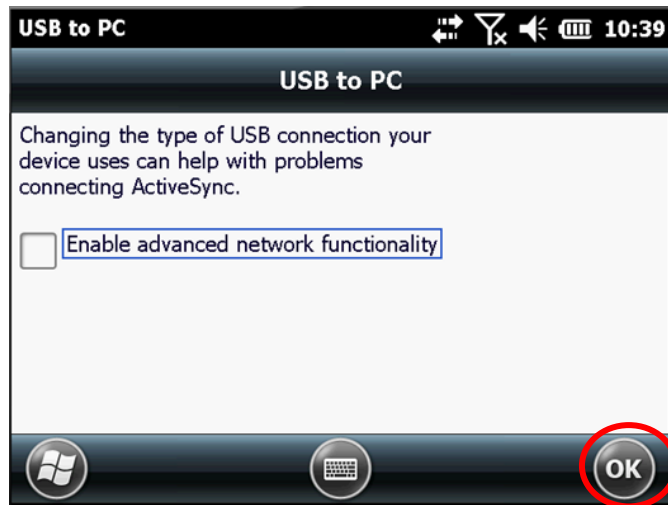 USB to PC 10:39
USB to PC
Changing the type of USB connection your
device uses can help with problems
connecting ActiveSync.
Enable advanced network functionality
OK